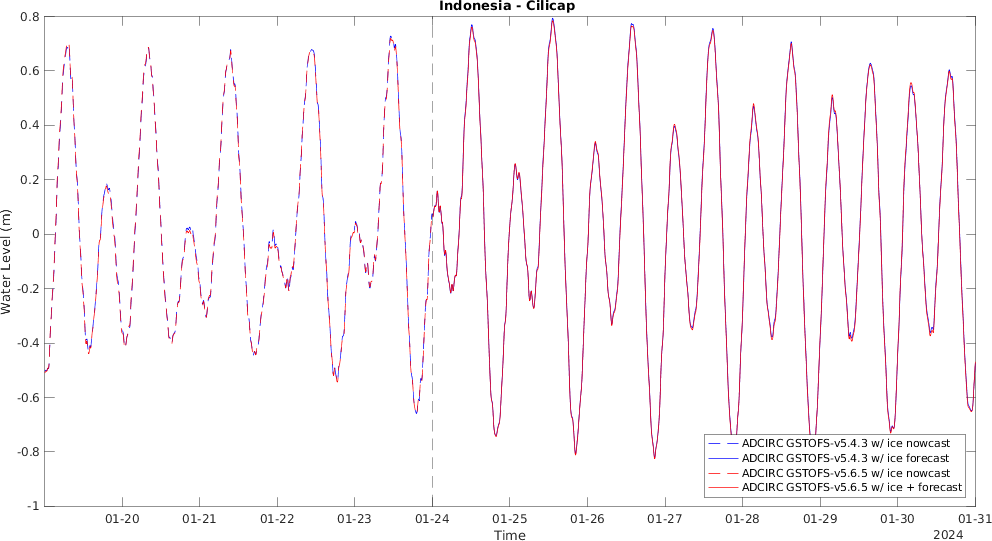 Indonesia - Cilicap
0.8
0.6
0.4
0.2
0
-0.2
-0.4
-0.6
-0.8
-1
Water Level (m)
ADCIRC GSTOFS-v5.4.3 w/ ice nowcast
ADCIRC GSTOFS-v5.4.3 w/ ice forecast
ADCIRC GSTOFS-v5.6.5 w/ ice nowcast
ADCIRC GSTOFS-v5.6.5 w/ ice + forecast
01-20 01-21 01-22 01-23 01-24 01-25 01-26 01-27 01-28 01-29 01-30 01-31
Time
2024